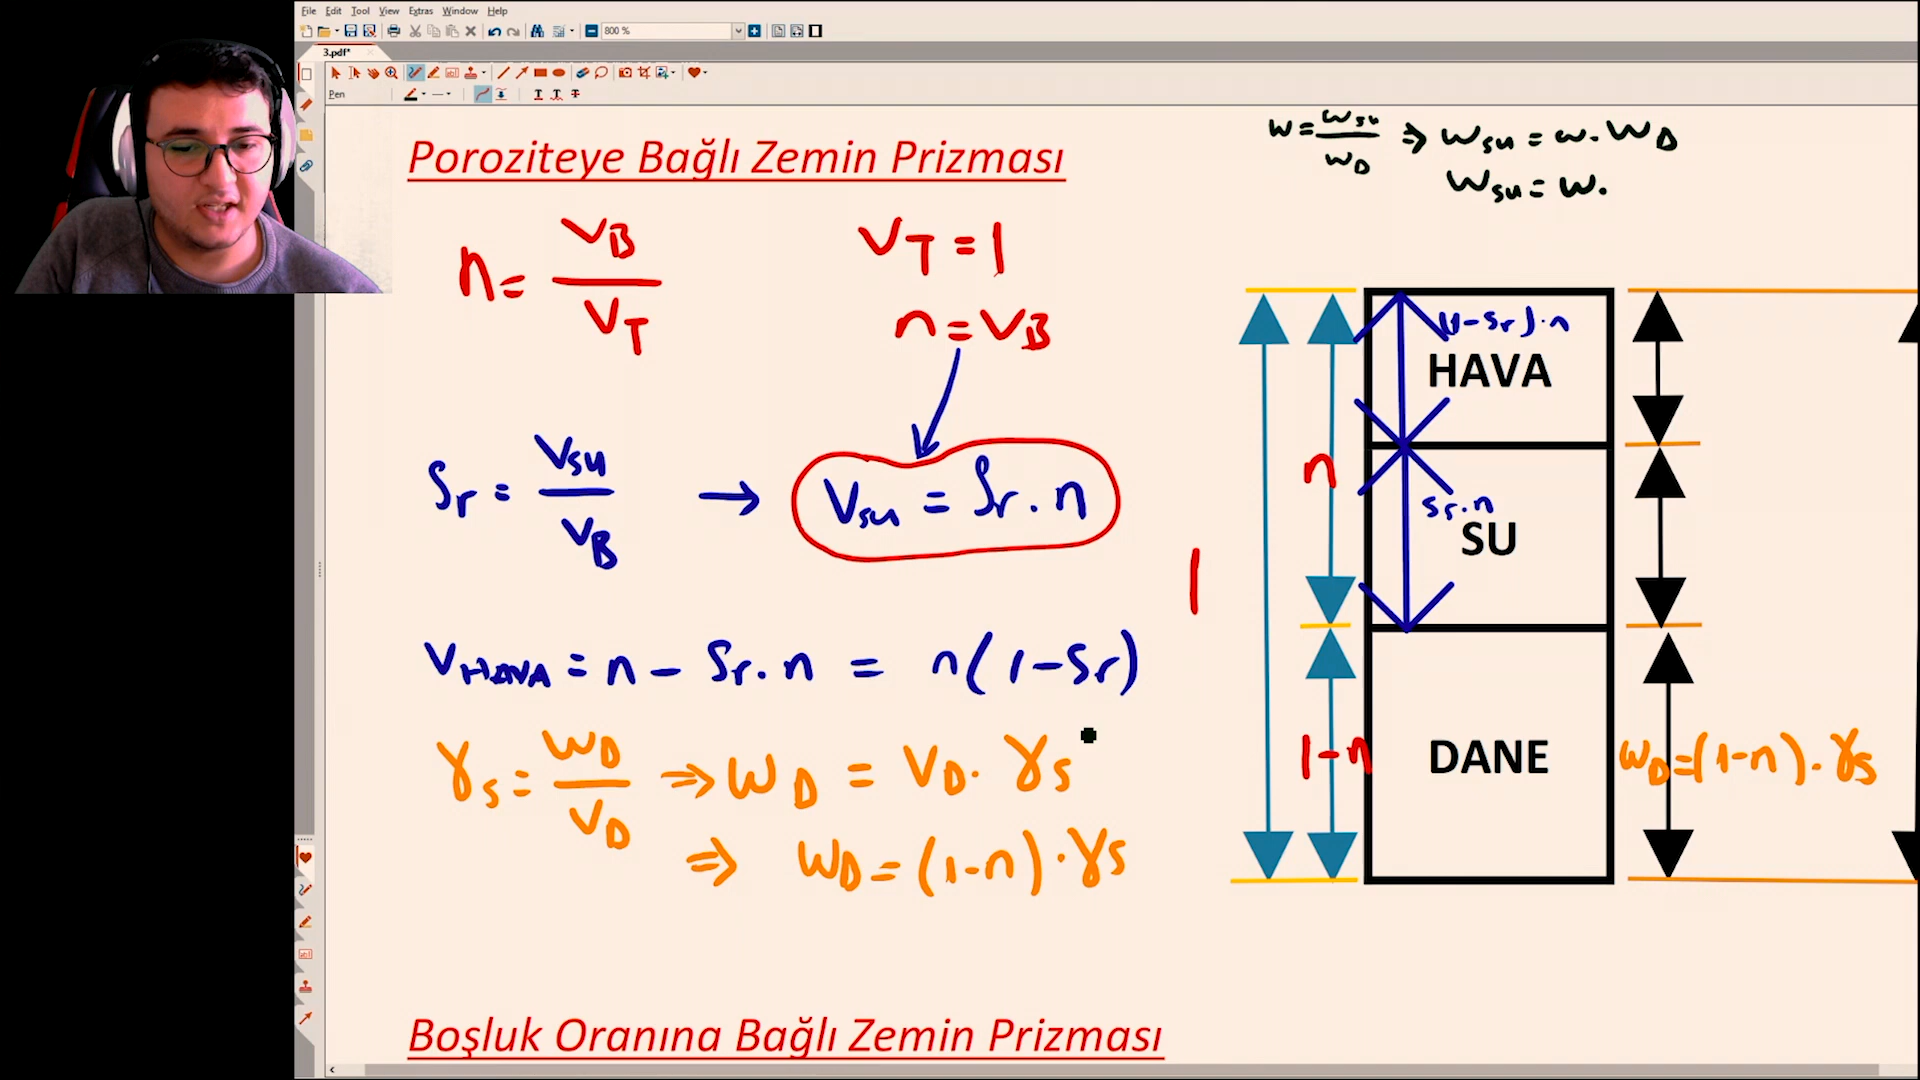 File Edit Tool View Extras Window Help
800 %
3.pdf*
Pen
Poroziteye Bağlı Zemin Prizması
w = Wsu / WD ⇒ Wsu = w . WD
Wsu = w .
n = VB / VT
VT = 1
n = VB
Sr = Vsu / VB → Vsu = Sr . n
VHAVA = n - Sr . n = n(1-Sr)
γs = WD / VD ⇒ WD = VD . γs
⇒ WD = (1-n) . γs
(1-Sr).n
HAVA
n
Sr.n
SU
1
1-n
DANE
WD=(1-n).γs
Boşluk Oranına Bağlı Zemin Prizması